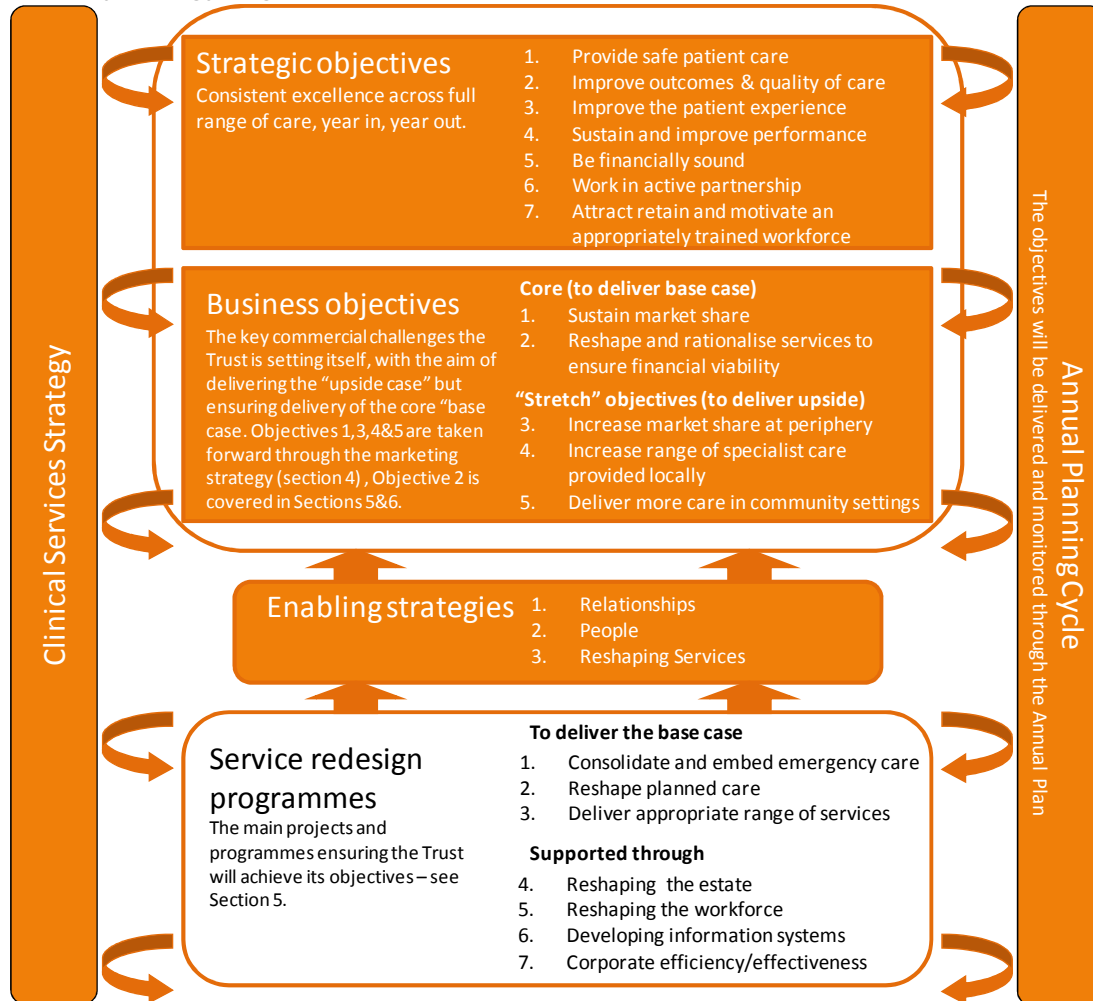 Clinical Services Strategy
Strategic objectives
Consistent excellence across full
range of care, year in, year out.
1. Provide safe patient care
2. Improve outcomes & quality of care
3. Improve the patient experience
4. Sustain and improve performance
5. Be financially sound
6. Work in active partnership
7. Attract retain and motivate an
appropriately trained workforce
Business objectives
The key commercial challenges the
Trust is setting itself, with the aim of
delivering the “upside case” but
ensuring delivery of the core “base
case. Objectives 1,3,4&5 are taken
forward through the marketing
strategy (section 4) , Objective 2 is
covered in Sections 5&6.
Core (to deliver base case)
1. Sustain market share
2. Reshape and rationalise services to
ensure financial viability
“Stretch” objectives (to deliver upside)
3. Increase market share at periphery
4. Increase range of specialist care
provided locally
5. Deliver more care in community settings
Enabling strategies
1. Relationships
2. People
3. Reshaping Services
Service redesign
programmes
The main projects and
programmes ensuring the Trust
will achieve its objectives – see
Section 5.
To deliver the base case
1. Consolidate and embed emergency care
2. Reshape planned care
3. Deliver appropriate range of services
Supported through
4. Reshaping the estate
5. Reshaping the workforce
6. Developing information systems
7. Corporate efficiency/effectiveness
Annual Planning Cycle
The objectives will be delivered and monitored through the Annual Plan